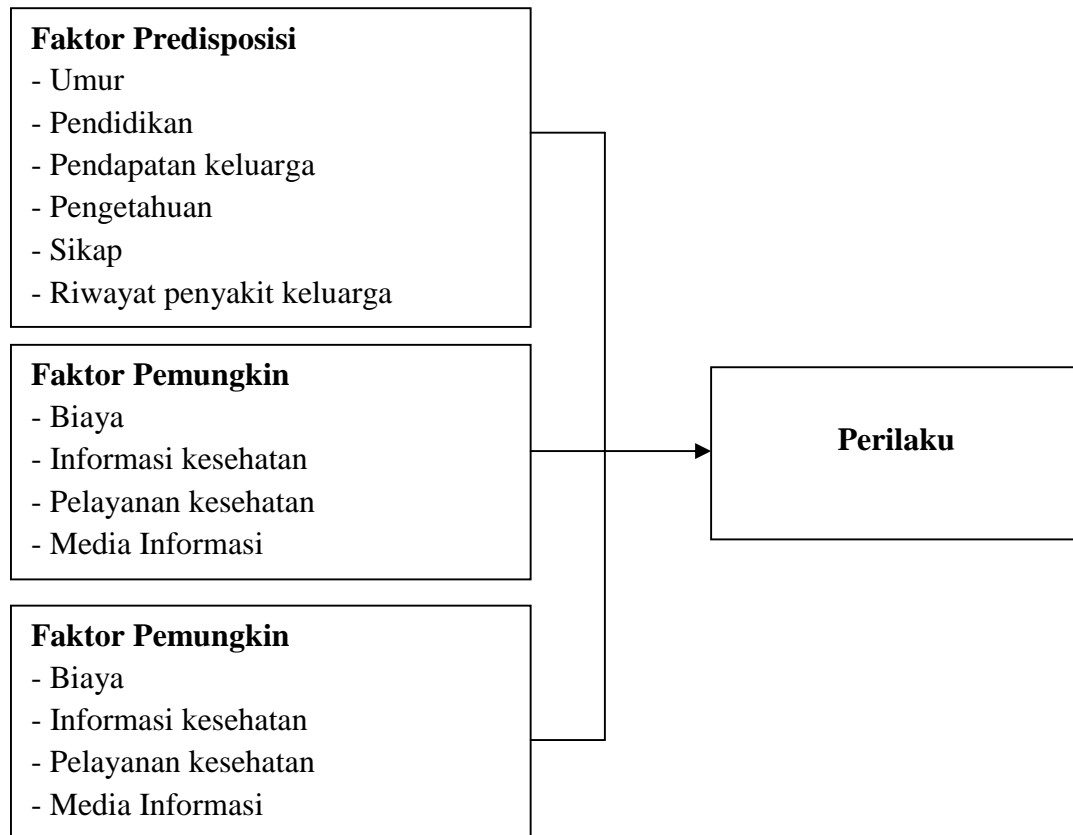 Faktor Predisposisi
- Umur
- Pendidikan
- Pendapatan keluarga
- Pengetahuan
- Sikap
- Riwayat penyakit keluarga
Faktor Pemungkin
- Biaya
- Informasi kesehatan
- Pelayanan kesehatan
- Media Informasi
Perilaku
Faktor Pemungkin
- Biaya
- Informasi kesehatan
- Pelayanan kesehatan
- Media Informasi